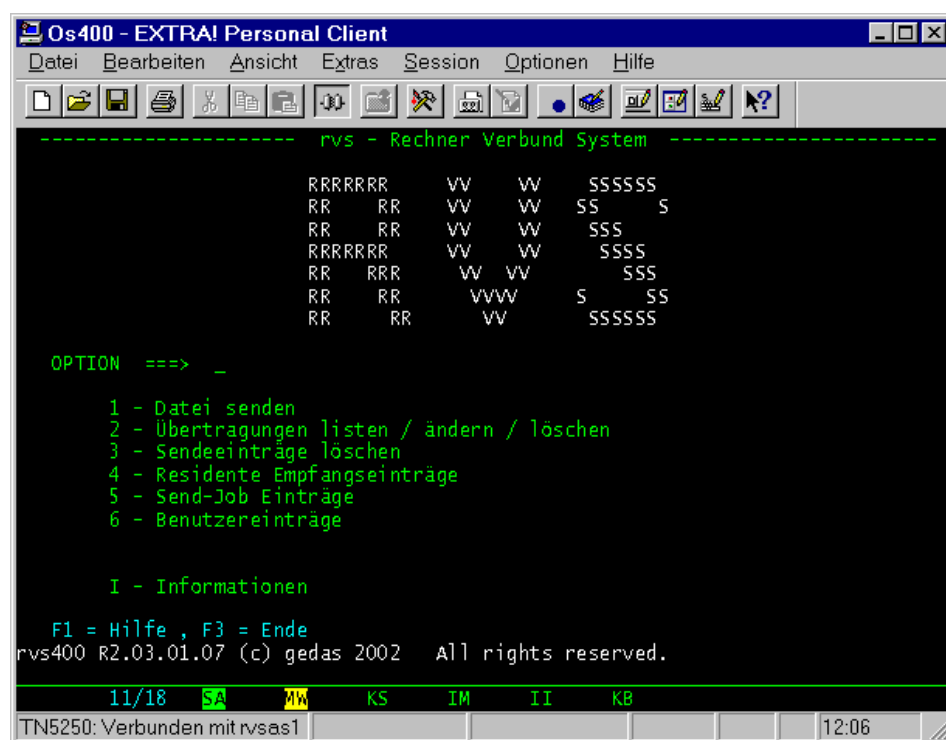 Os400 - EXTRA! Personal Client
Datei Bearbeiten Ansicht Extras Session Optionen Hilfe
---------------------- rvs - Rechner Verbund System -----------------------
RRRRRRR VV VV SSSSSS
RR RR VV VV SS S
RR RR VV VV SSS
RRRRRRR VV VV SSSS
RR RRR VV VV SSS
RR RR VVVV S SS
RR RR VV SSSSSS
OPTION ===> _
1 - Datei senden
2 - Übertragungen listen / ändern / löschen
3 - Sendeeinträge löschen
4 - Residente Empfangseinträge
5 - Send-Job Einträge
6 - Benutzereinträge
I - Informationen
F1 = Hilfe , F3 = Ende
rvs400 R2.03.01.07 (c) gedas 2002 All rights reserved.
11/18 SA MW KS IM II KB
TN5250: Verbunden mit rvsas1 12:06